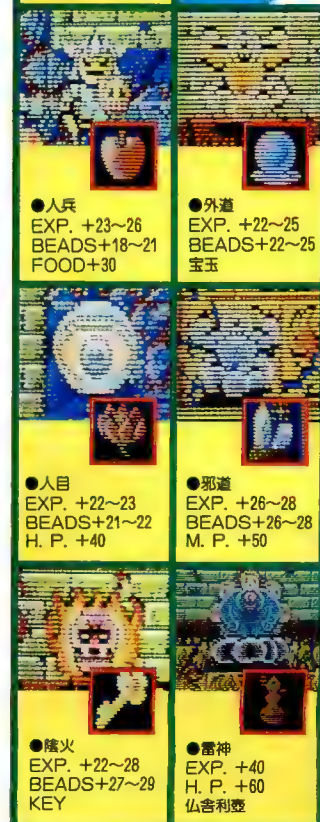 ●人兵
EXP. +23~26
BEADS+18~21
FOOD+30
●外道
EXP. +22~25
BEADS+22~25
宝玉
●人目
EXP. +22~23
BEADS+21~22
H. P. +40
●邪道
EXP. +26~28
BEADS+26~28
M. P. +50
●陰火
EXP. +22~28
BEADS+27~29
KEY
●雷神
EXP. +40
H. P. +60
仏舎利壺